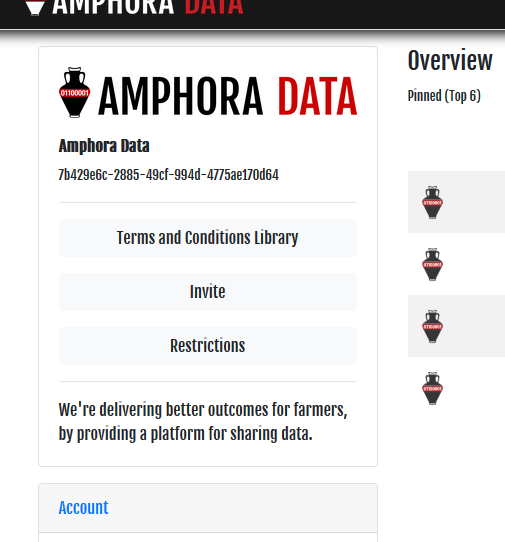 AMPHORA DATA
01100001 AMPHORA DATA
Amphora Data
7b429e6c-2885-49cf-994d-4775ae170d64
Terms and Conditions Library
Invite
Restrictions
We're delivering better outcomes for farmers,
by providing a platform for sharing data.
Account
Overview
Pinned (Top 6)
01100001
01100001
01100001
01100001